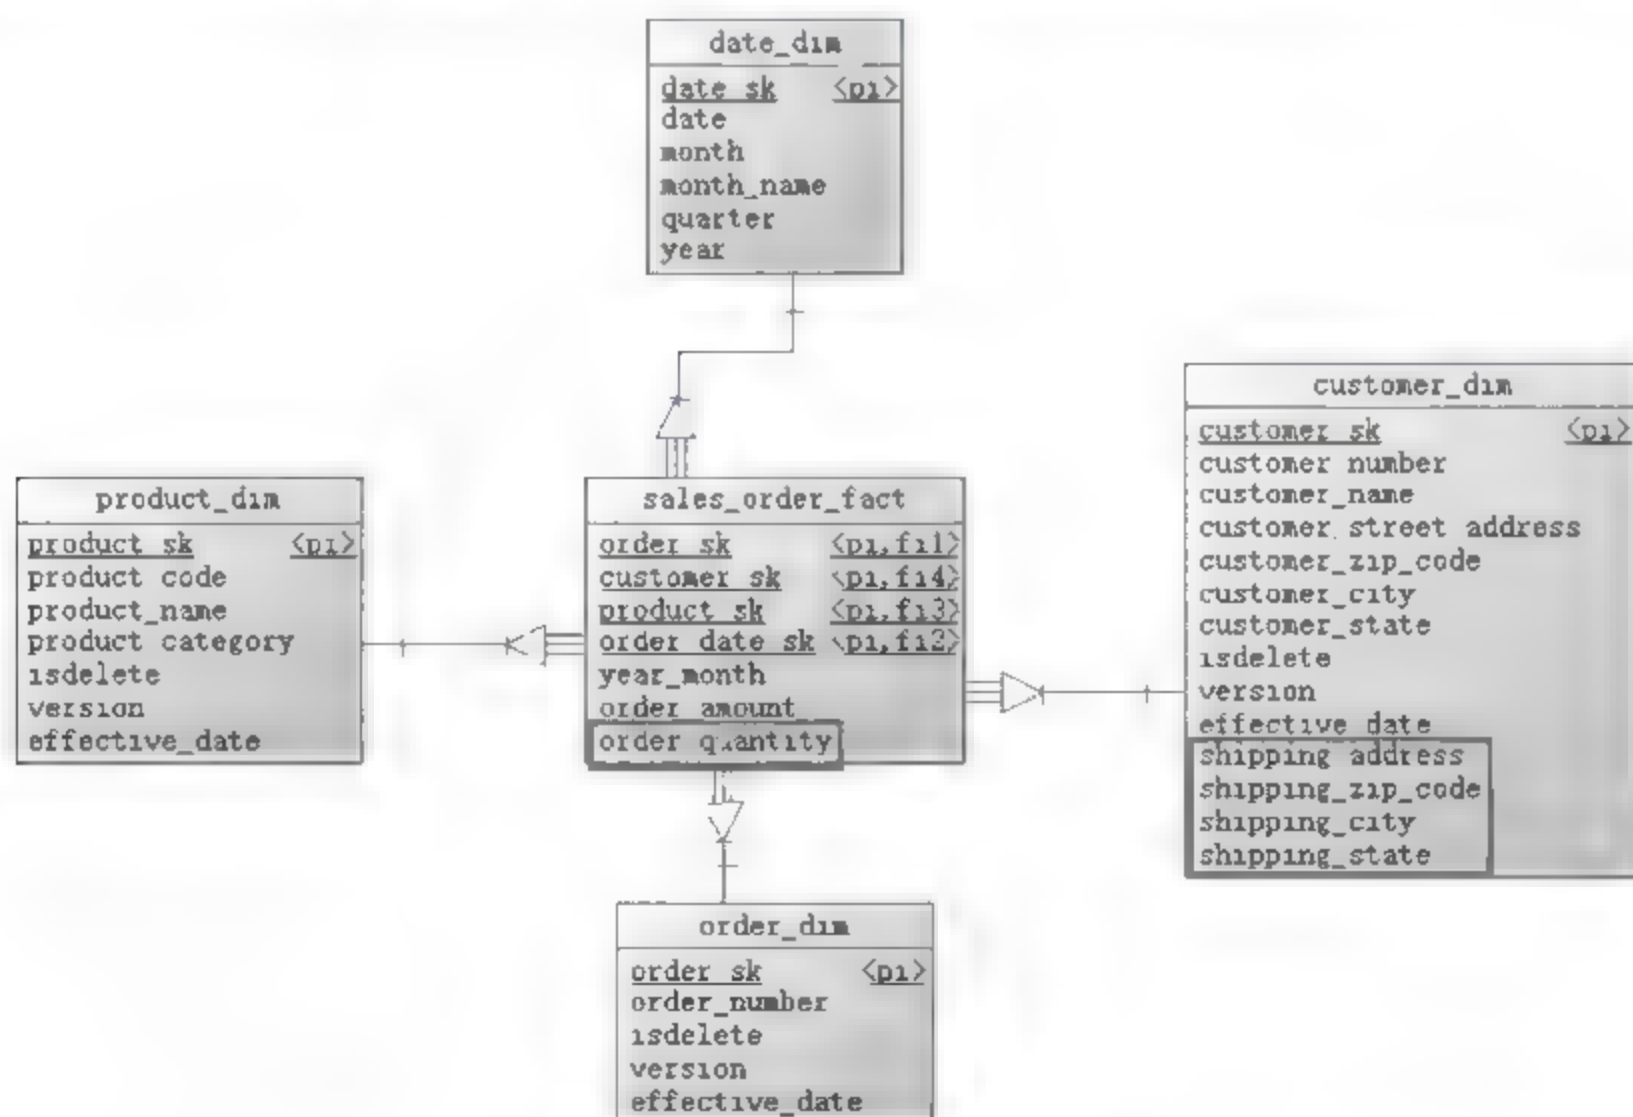 date_dim
date_sk <pi>
date
month
month_name
quarter
year
product_dim
product_sk <pi>
product_code
product_name
product_category
isdelete
version
effective_date
sales_order_fact
order_sk <pi,fi1>
customer_sk <pi,fi4>
product_sk <pi,fi3>
order_date_sk <pi,fi2>
year_month
order_amount
order_quantity
customer_dim
customer_sk <pi>
customer_number
customer_name
customer_street_address
customer_zip_code
customer_city
customer_state
isdelete
version
effective_date
shipping_address
shipping_zip_code
shipping_city
shipping_state
order_dim
order_sk <pi>
order_number
isdelete
version
effective_date